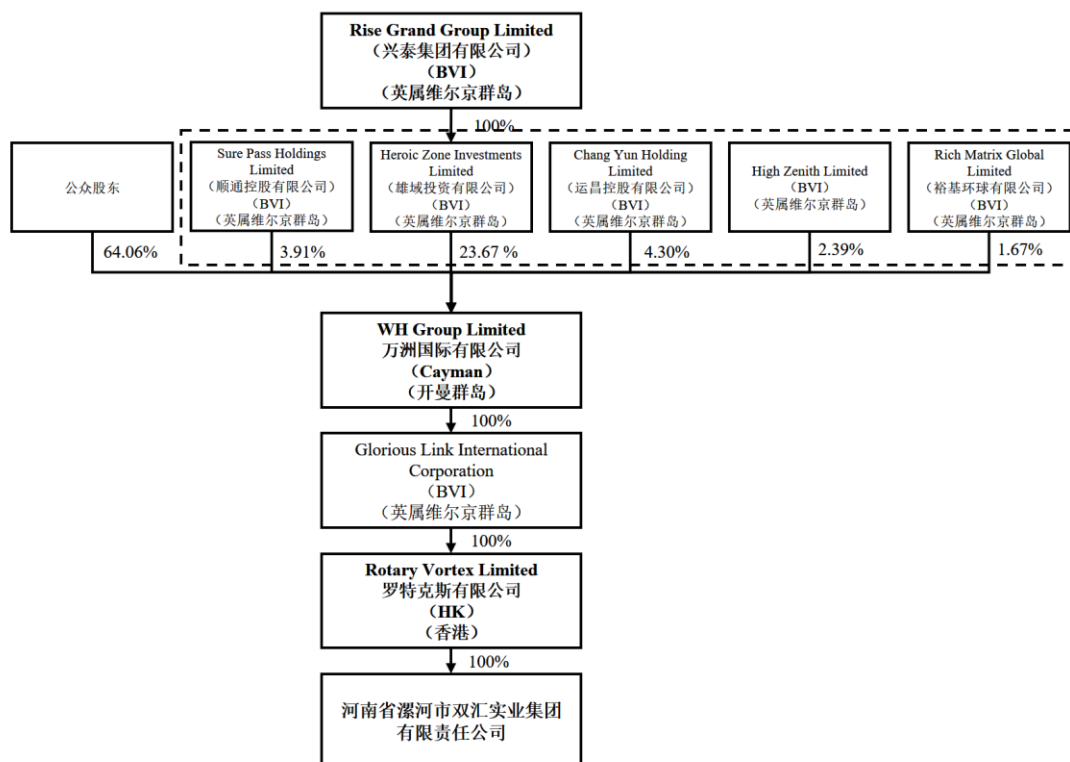 Rise Grand Group Limited
（兴泰集团有限公司）
（BVI）
（英属维尔京群岛）
100%
公众股东
Sure Pass Holdings
Limited
（顺通控股有限公司）
（BVI）
（英属维尔京群岛）
Heroic Zone Investments
Limited
（雄域投资有限公司）
（BVI）
（英属维尔京群岛）
Chang Yun Holding
Limited
（运昌控股有限公司）
（BVI）
（英属维尔京群岛）
High Zenith Limited
（BVI）
（英属维尔京群岛）
Rich Matrix Global
Limited
（裕基环球有限公司）
（BVI）
（英属维尔京群岛）
64.06%
3.91%
23.67 %
4.30%
2.39%
1.67%
WH Group Limited
万洲国际有限公司
（Cayman）
（开曼群岛）
100%
Glorious Link International
Corporation
（BVI）
（英属维尔京群岛）
100%
Rotary Vortex Limited
罗特克斯有限公司
（HK）
（香港）
100%
河南省漯河市双汇实业集团
有限责任公司